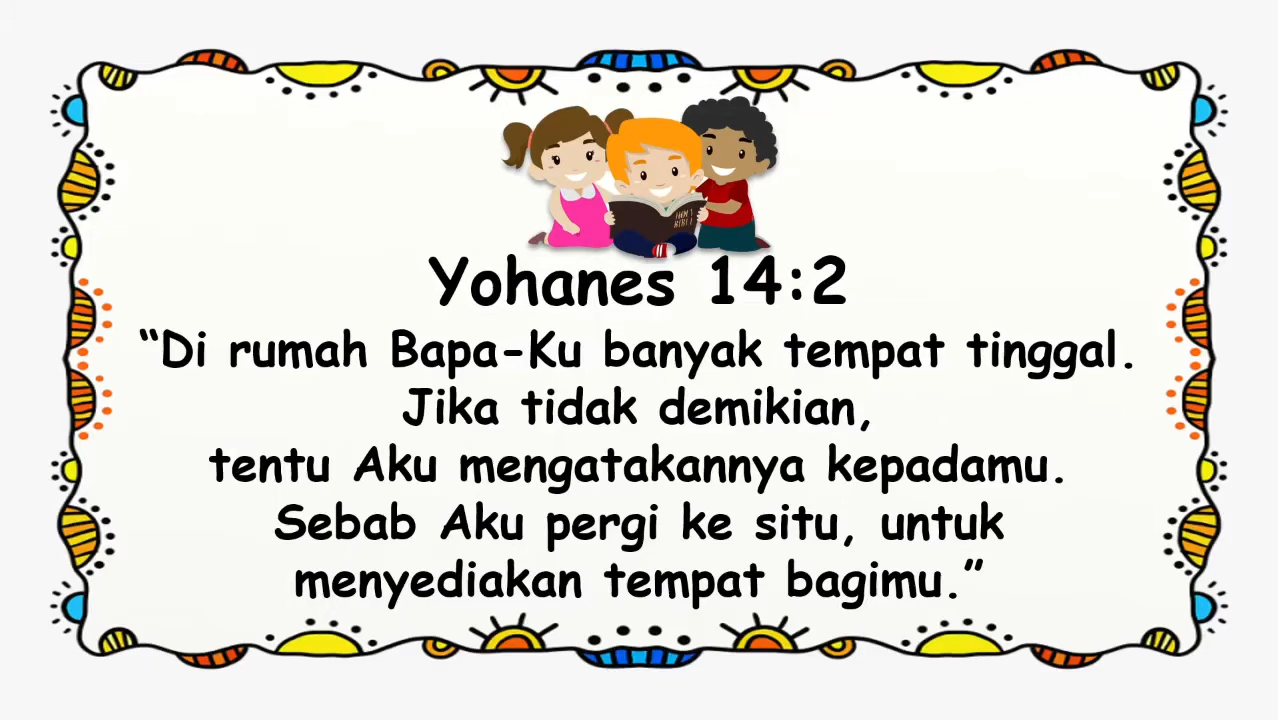 Yohanes 14:2
“Di rumah Bapa-Ku banyak tempat tinggal.
Jika tidak demikian,
tentu Aku mengatakannya kepadamu.
Sebab Aku pergi ke situ, untuk
menyediakan tempat bagimu.”